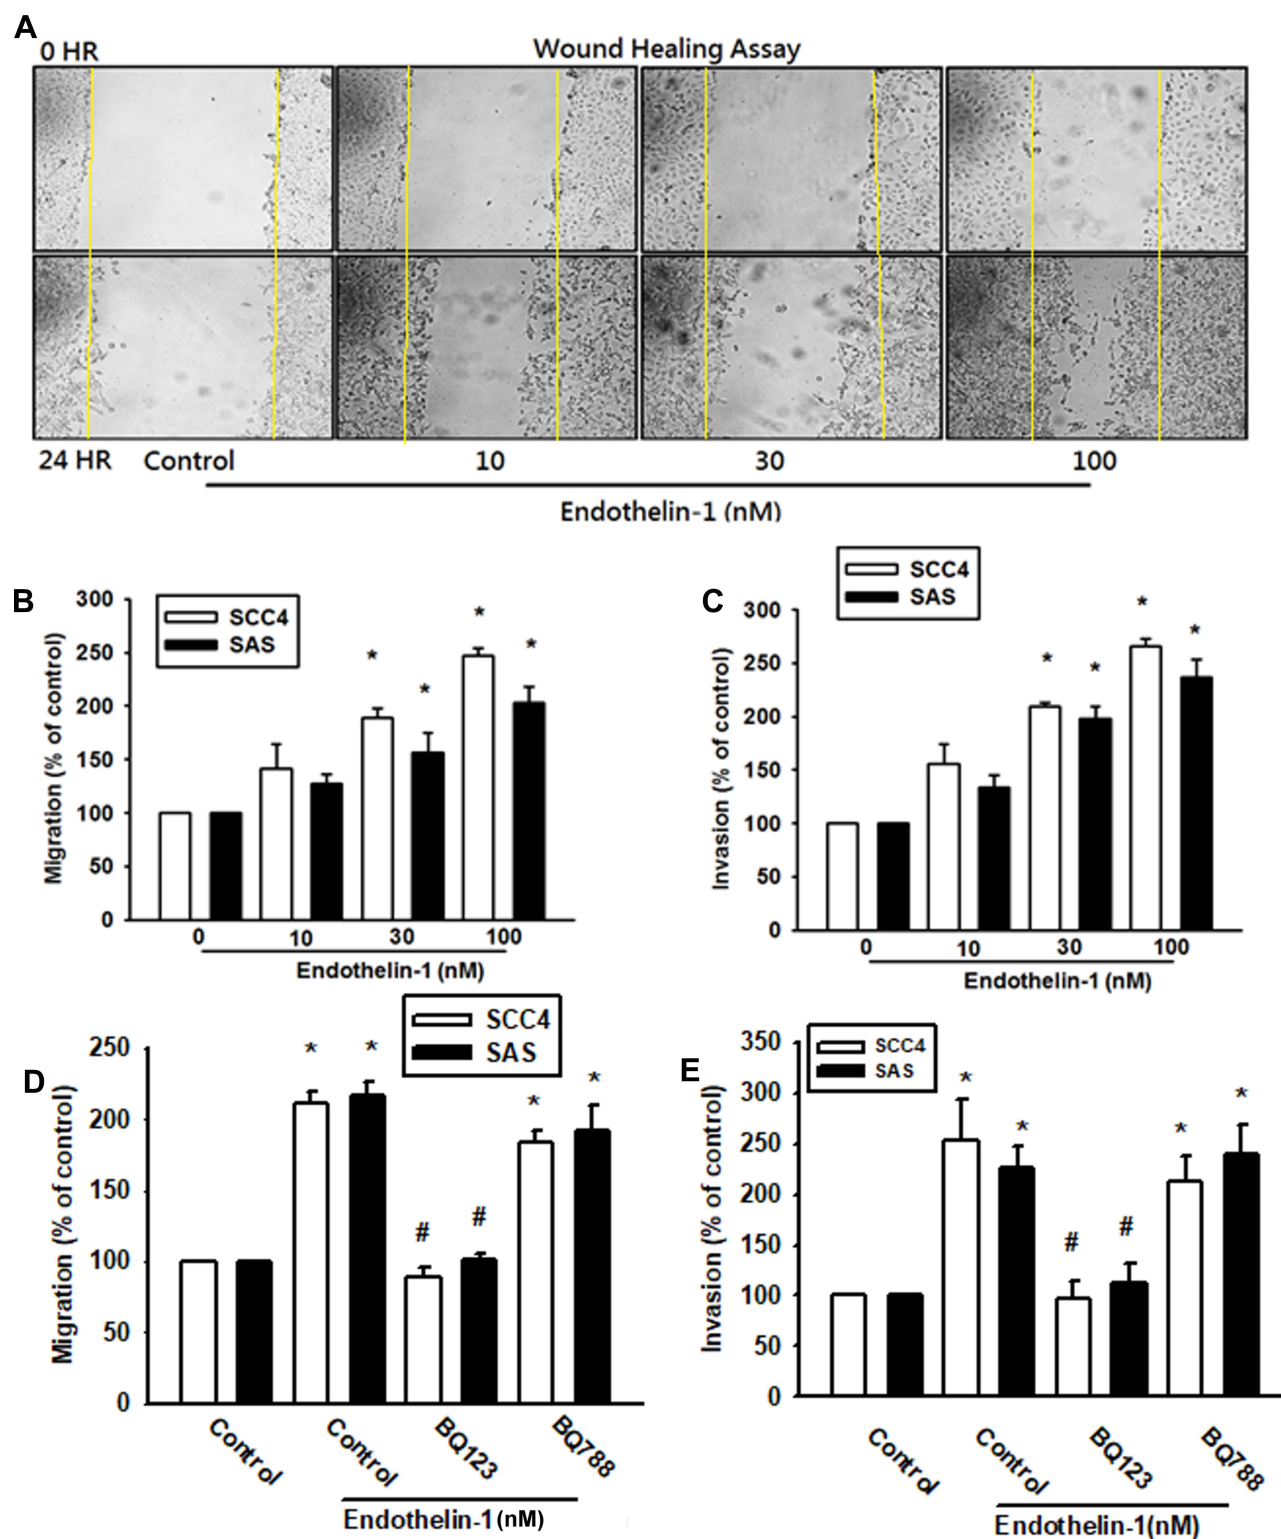 A
0 HR
Wound Healing Assay
24 HR Control 10 30 100
Endothelin-1 (nM)
B
SCC4
SAS
Migration (% of control)
300
250
200
150
100
50
0
* * * *
0 10 30 100
Endothelin-1 (nM)
C
SCC4
SAS
Invasion (% of control)
300
250
200
150
100
50
0
* * * *
0 10 30 100
Endothelin-1 (nM)
D
SCC4
SAS
Migration (% of control)
250
200
150
100
50
0
* * # # * *
Control Control BQ123 BQ788
Endothelin-1 (nM)
E
SCC4
SAS
Invasion (% of control)
350
300
250
200
150
100
50
0
* * # # * *
Control Control BQ123 BQ788
Endothelin-1(nM)